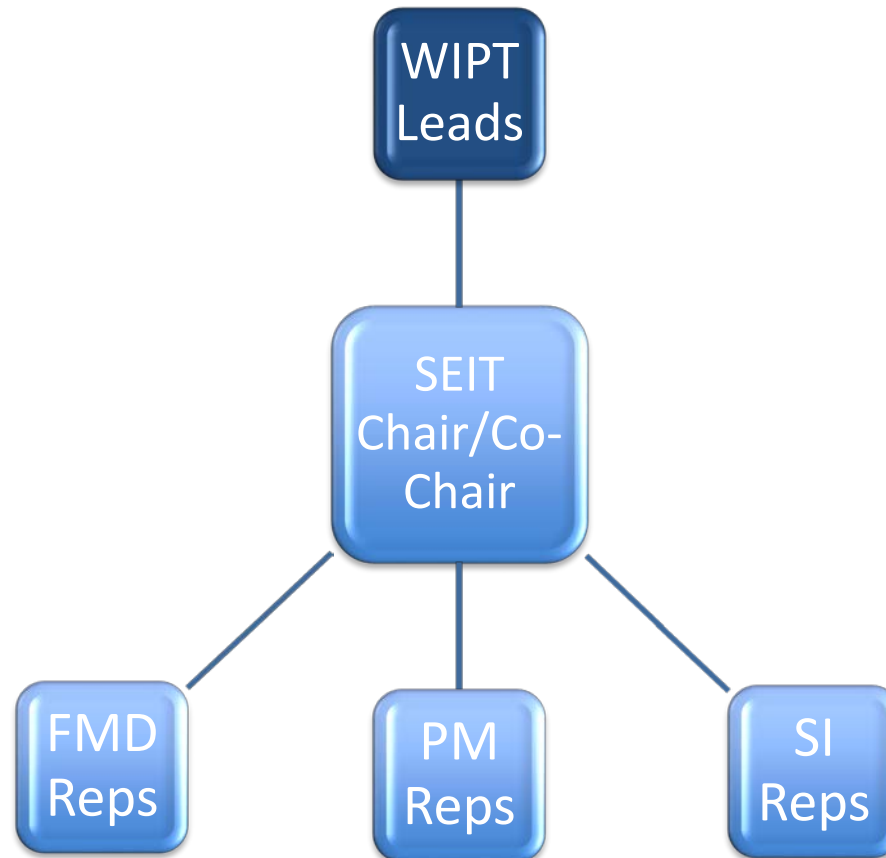 WIPT
Leads
SEIT
Chair/Co-
Chair
FMD
Reps
PM
Reps
SI
Reps